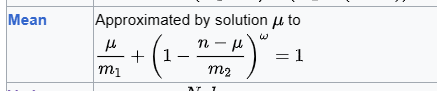 Mean Approximated by solution μ to
μ/m₁ + (1 − (n − μ)/m₂)^ω = 1